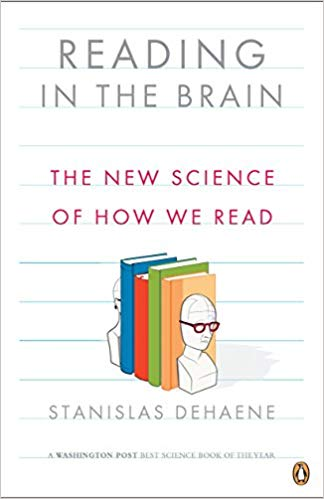 READING
IN THE BRAIN
THE NEW SCIENCE
OF HOW WE READ
STANISLAS DEHAENE
A WASHINGTON POST BEST SCIENCE BOOK OF THE YEAR